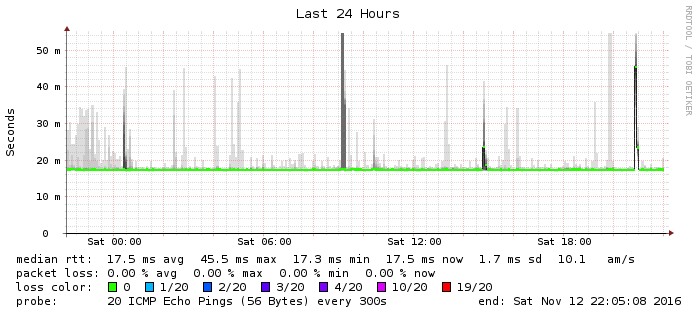 Last 24 Hours
RRDTOOL / TOBI OETIKER
Seconds
50 m
40 m
30 m
20 m
10 m
0
Sat 00:00 Sat 06:00 Sat 12:00 Sat 18:00
median rtt: 17.5 ms avg 45.5 ms max 17.3 ms min 17.5 ms now 1.7 ms sd 10.1 am/s
packet loss: 0.00 % avg 0.00 % max 0.00 % min 0.00 % now
loss color: 0 1/20 2/20 3/20 4/20 10/20 19/20
probe: 20 ICMP Echo Pings (56 Bytes) every 300s end: Sat Nov 12 22:05:08 2016